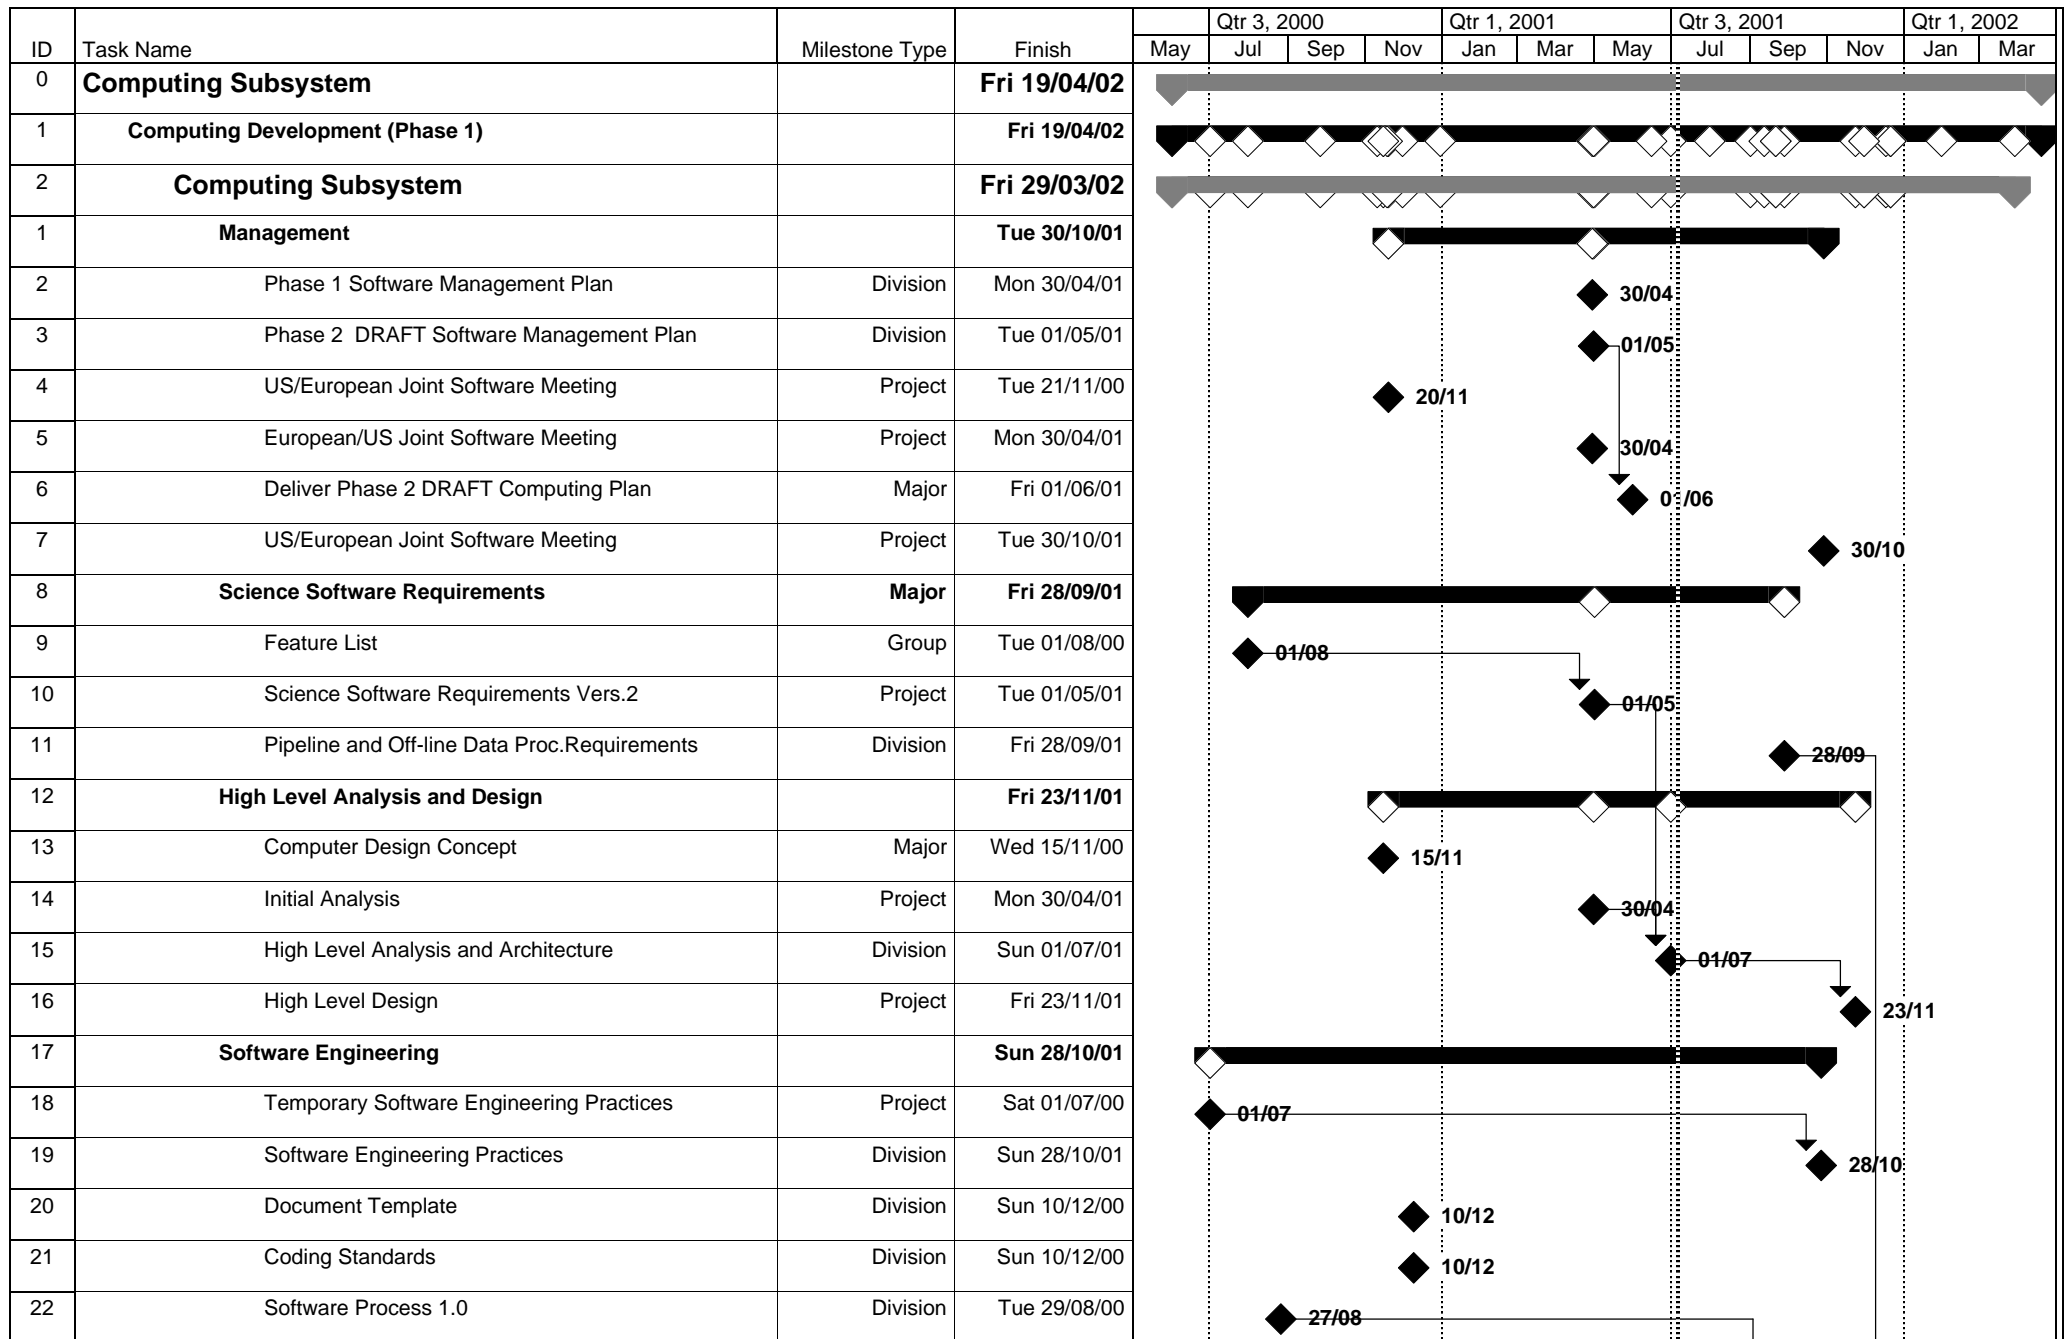 Qtr 3, 2000 Qtr 1, 2001 Qtr 3, 2001 Qtr 1, 2002
ID Task Name Milestone Type Finish May Jul Sep Nov Jan Mar May Jul Sep Nov Jan Mar
0 Computing Subsystem Fri 19/04/02
1 Computing Development (Phase 1) Fri 19/04/02
2 Computing Subsystem Fri 29/03/02
1 Management Tue 30/10/01
2 Phase 1 Software Management Plan Division Mon 30/04/01 30/04
3 Phase 2 DRAFT Software Management Plan Division Tue 01/05/01 01/05
4 US/European Joint Software Meeting Project Tue 21/11/00 20/11
5 European/US Joint Software Meeting Project Mon 30/04/01 30/04
6 Deliver Phase 2 DRAFT Computing Plan Major Fri 01/06/01 01/06
7 US/European Joint Software Meeting Project Tue 30/10/01 30/10
8 Science Software Requirements Major Fri 28/09/01
9 Feature List Group Tue 01/08/00 01/08
10 Science Software Requirements Vers.2 Project Tue 01/05/01 01/05
11 Pipeline and Off-line Data Proc.Requirements Division Fri 28/09/01 28/09
12 High Level Analysis and Design Fri 23/11/01
13 Computer Design Concept Major Wed 15/11/00 15/11
14 Initial Analysis Project Mon 30/04/01 30/04
15 High Level Analysis and Architecture Division Sun 01/07/01 01/07
16 High Level Design Project Fri 23/11/01 23/11
17 Software Engineering Sun 28/10/01
18 Temporary Software Engineering Practices Project Sat 01/07/00 01/07
19 Software Engineering Practices Division Sun 28/10/01 28/10
20 Document Template Division Sun 10/12/00 10/12
21 Coding Standards Division Sun 10/12/00 10/12
22 Software Process 1.0 Division Tue 29/08/00 27/08